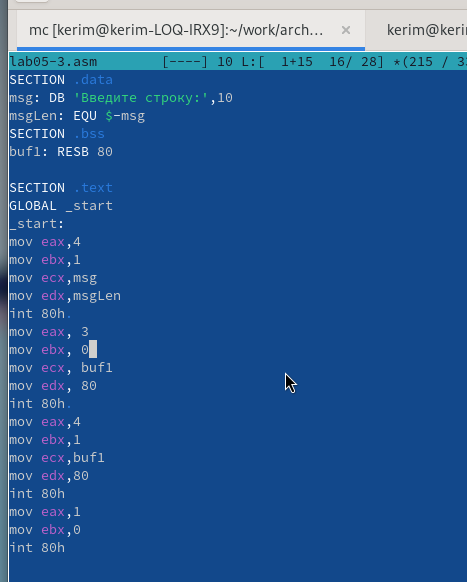 mc [kerim@kerim-LOQ-IRX9]:~/work/arch…
kerim@keri
lab05-3.asm [----] 10 L:[ 1+15 16/ 28] *(215 / 3
SECTION .data
msg: DB 'Введите строку:',10
msgLen: EQU $-msg
SECTION .bss
buf1: RESB 80
SECTION .text
GLOBAL _start
_start:
mov eax,4
mov ebx,1
mov ecx,msg
mov edx,msgLen
int 80h.
mov eax, 3
mov ebx, 0
mov ecx, buf1
mov edx, 80
int 80h.
mov eax,4
mov ebx,1
mov ecx,buf1
mov edx,80
int 80h
mov eax,1
mov ebx,0
int 80h